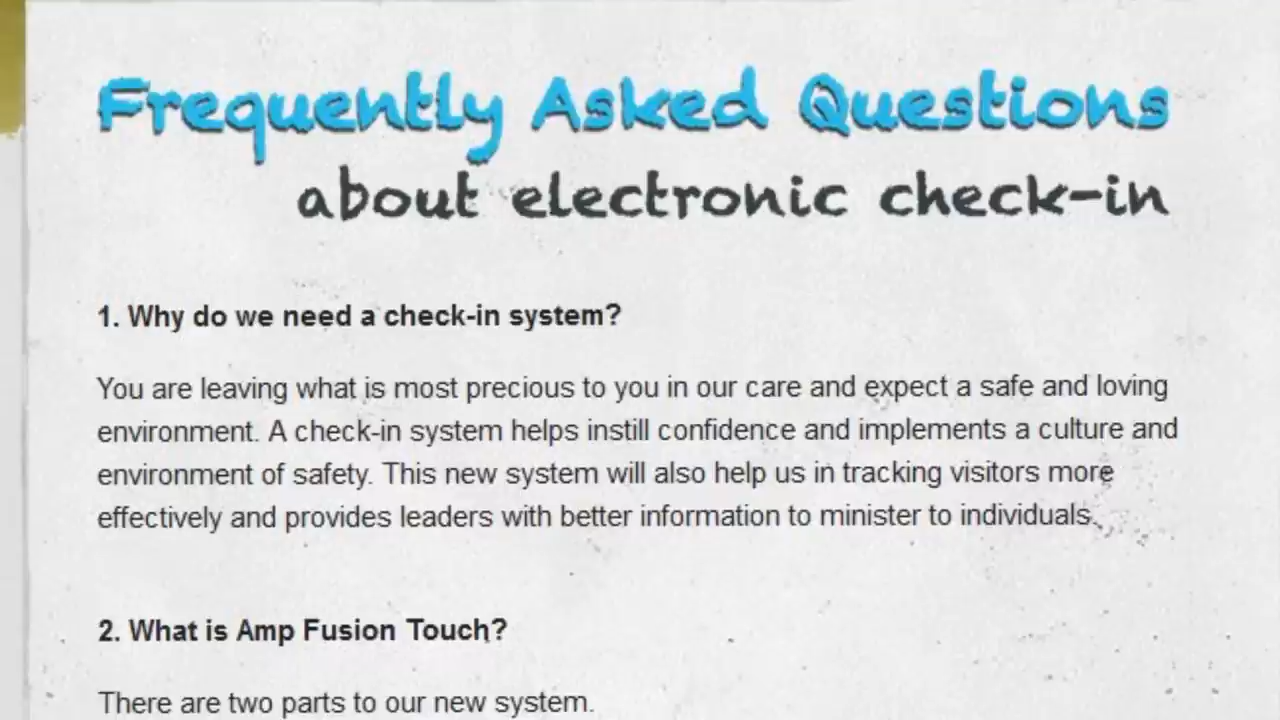 Frequently Asked Questions
about electronic check-in
1. Why do we need a check-in system?
You are leaving what is most precious to you in our care and expect a safe and loving
environment. A check-in system helps instill confidence and implements a culture and
environment of safety. This new system will also help us in tracking visitors more
effectively and provides leaders with better information to minister to individuals.
2. What is Amp Fusion Touch?
There are two parts to our new system.